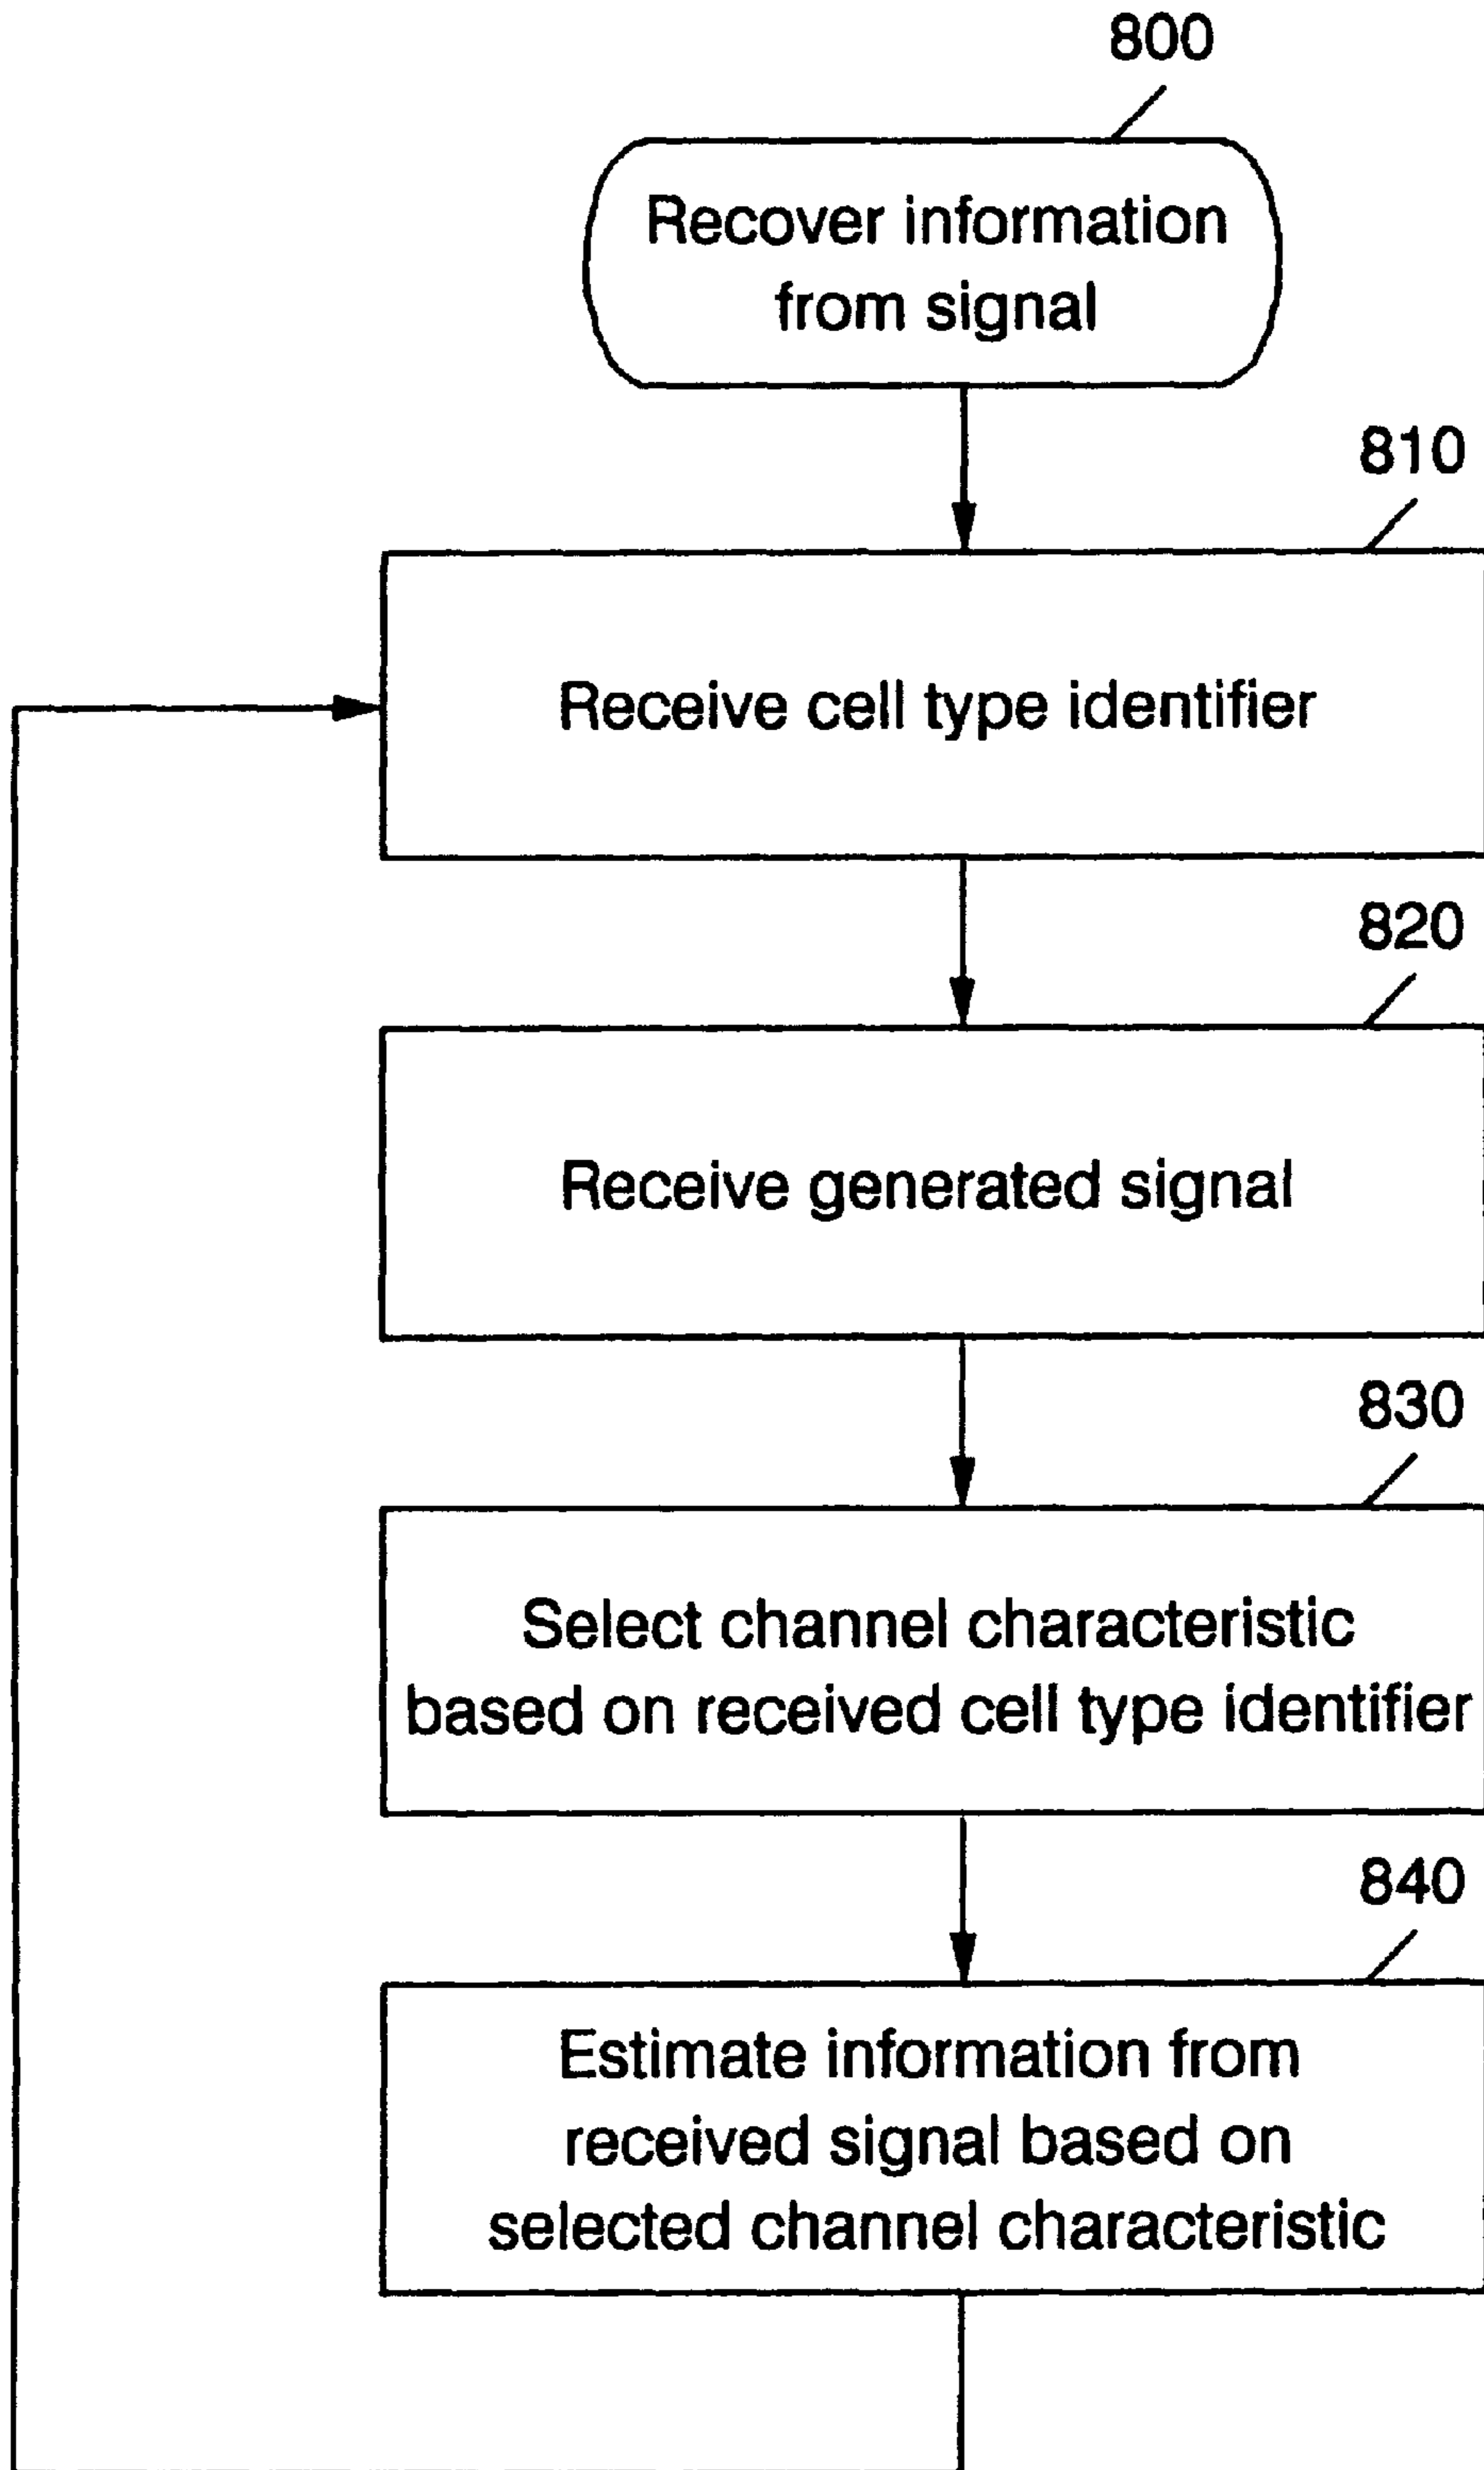 800
Recover information
from signal
810
Receive cell type identifier
820
Receive generated signal
830
Select channel characteristic
based on received cell type identifier
840
Estimate information from
received signal based on
selected channel characteristic